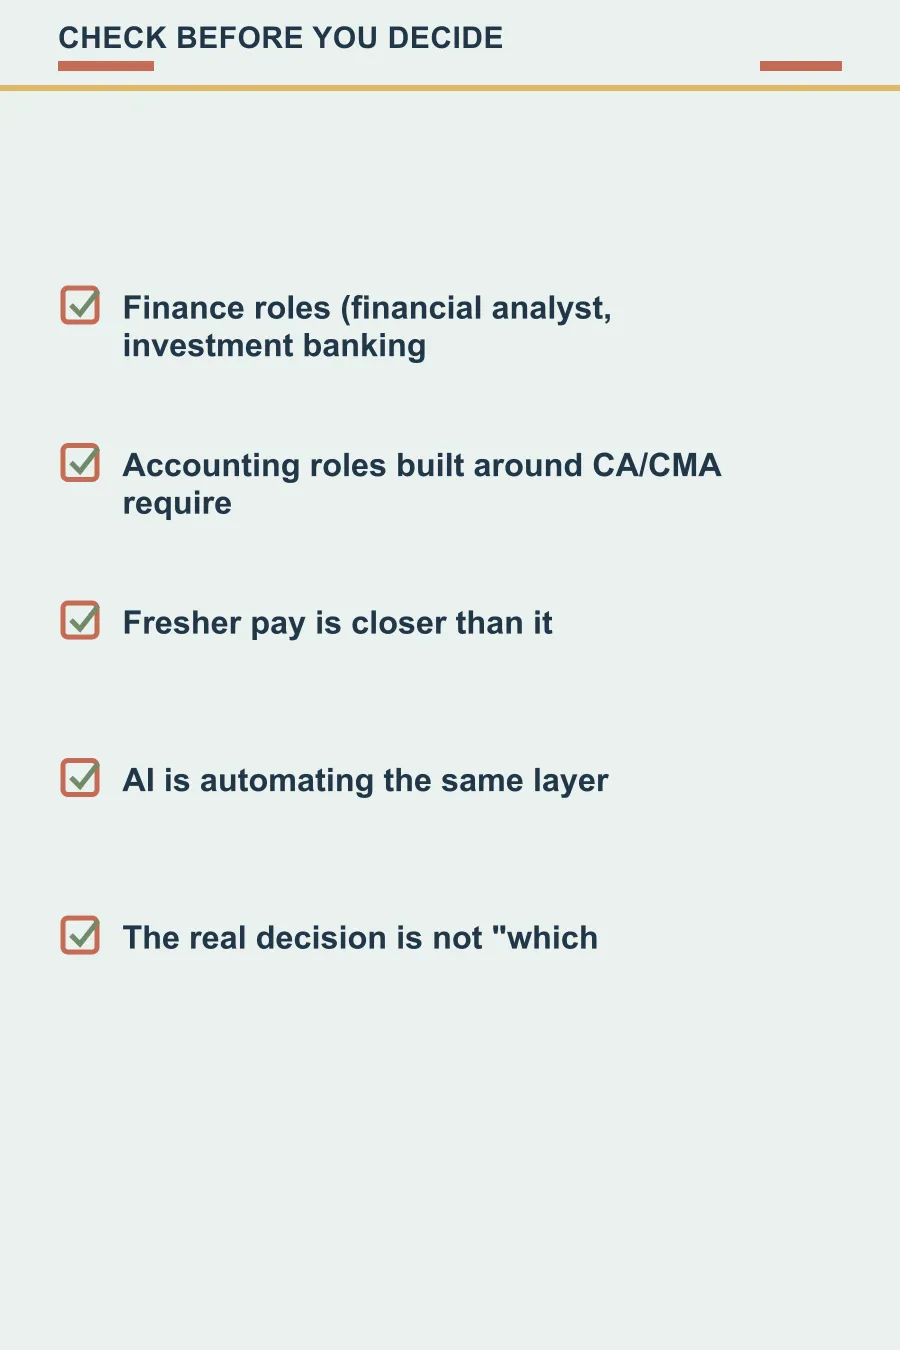 CHECK BEFORE YOU DECIDE
Finance roles (financial analyst,
investment banking
Accounting roles built around CA/CMA
require
Fresher pay is closer than it
AI is automating the same layer
The real decision is not "which